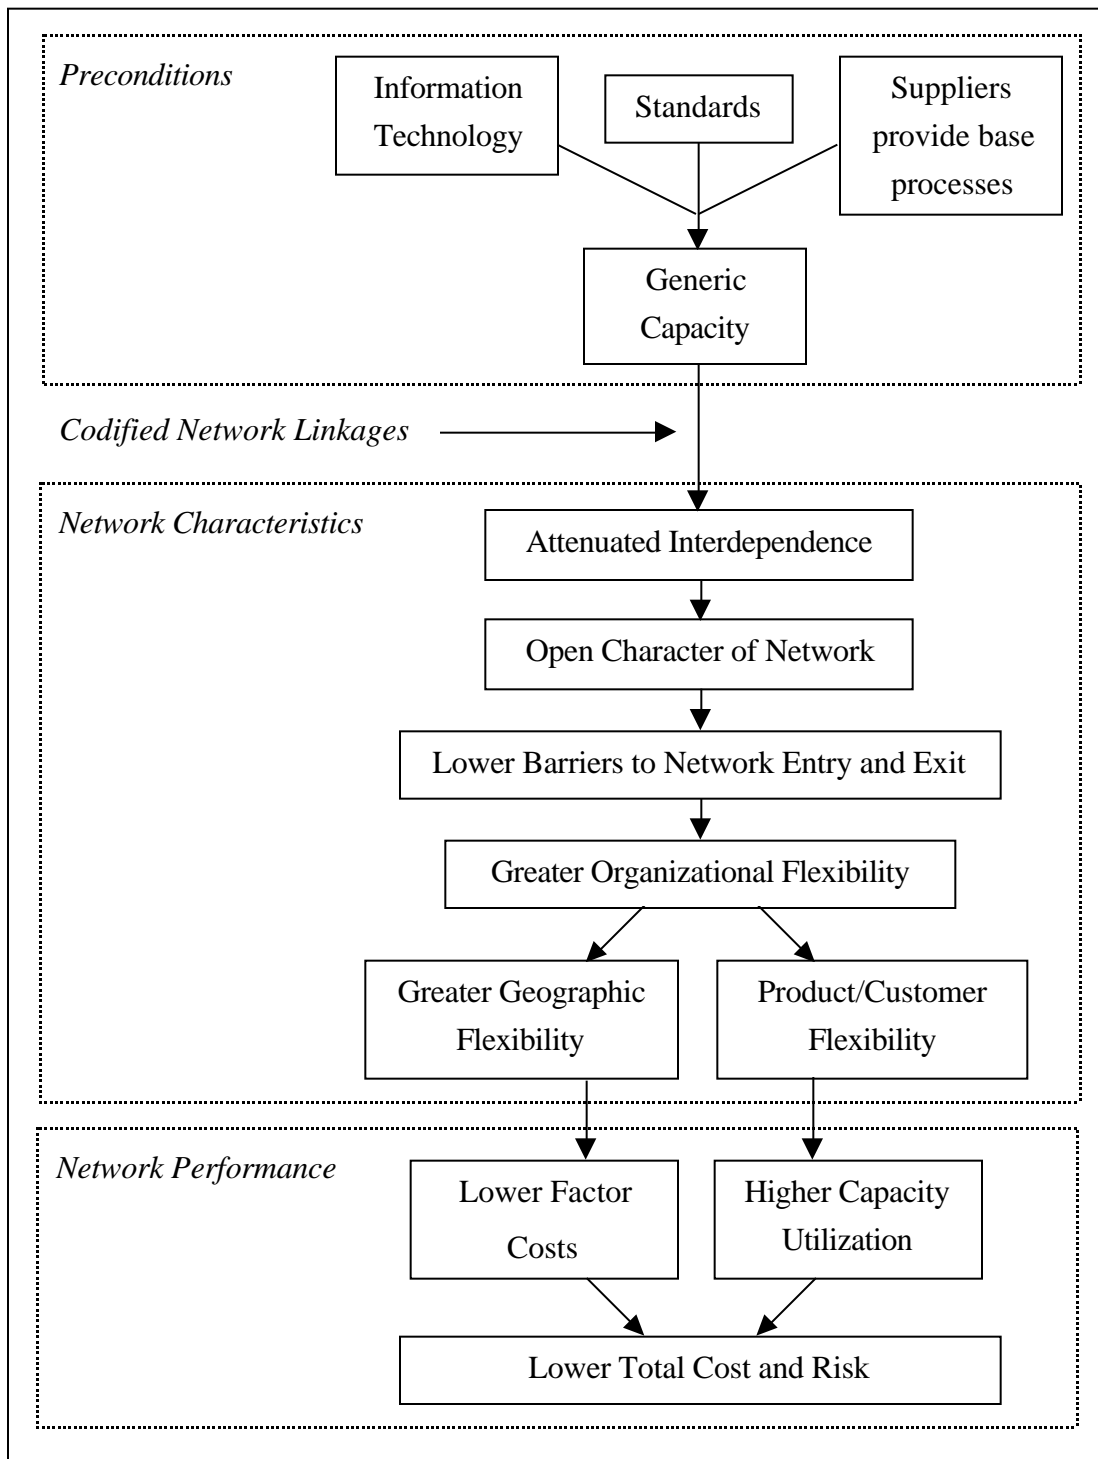 Preconditions
Information
Technology
Standards
Suppliers
provide base
processes
Generic
Capacity
Codified Network Linkages
Network Characteristics
Attenuated Interdependence
Open Character of Network
Lower Barriers to Network Entry and Exit
Greater Organizational Flexibility
Greater Geographic
Flexibility
Product/Customer
Flexibility
Network Performance
Lower Factor
Costs
Higher Capacity
Utilization
Lower Total Cost and Risk